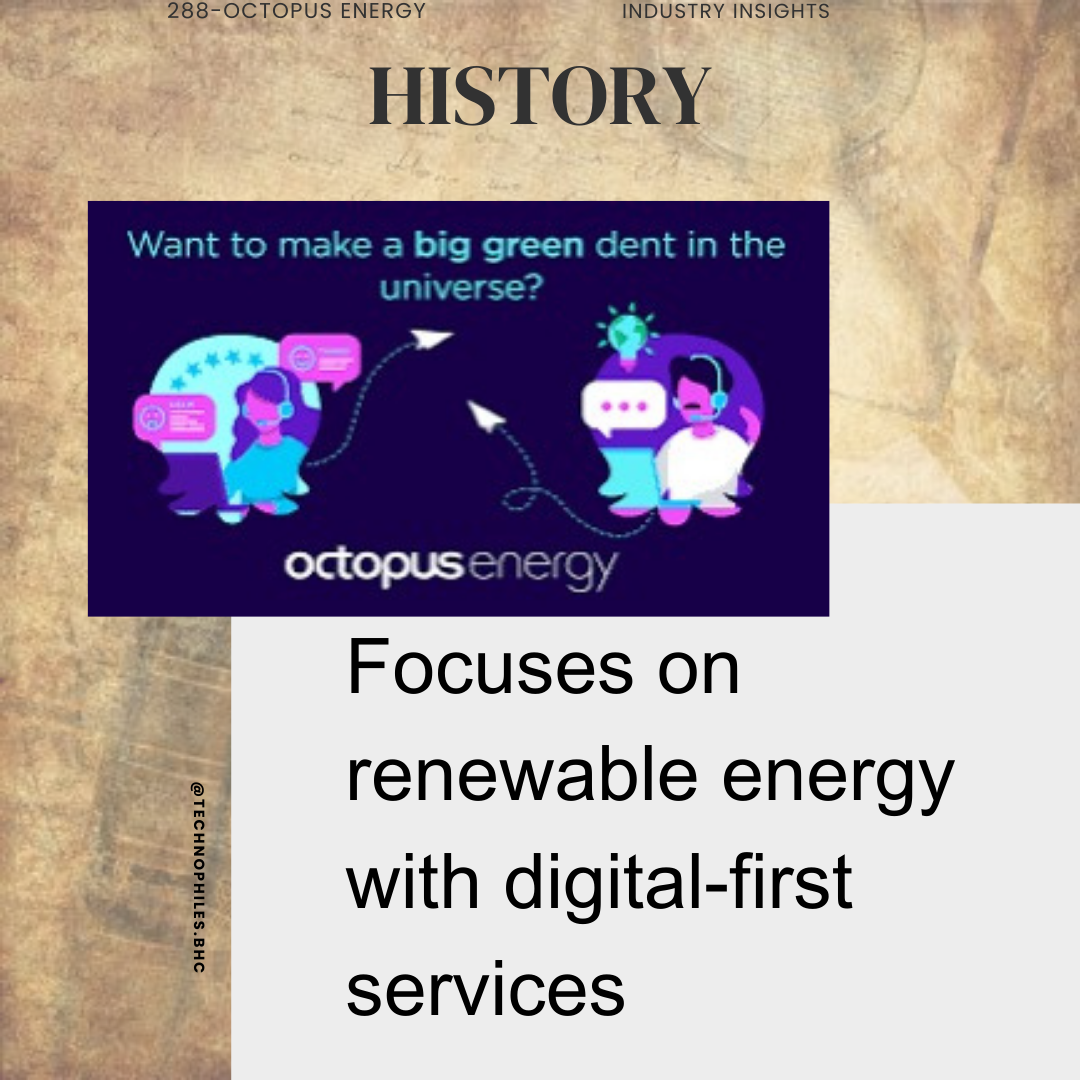 288-OCTOPUS ENERGY
INDUSTRY INSIGHTS
HISTORY
Want to make a big green dent in the
universe?
octopusenergy
Focuses on
renewable energy
with digital-first
services
@TECHNOPHILES.BHC